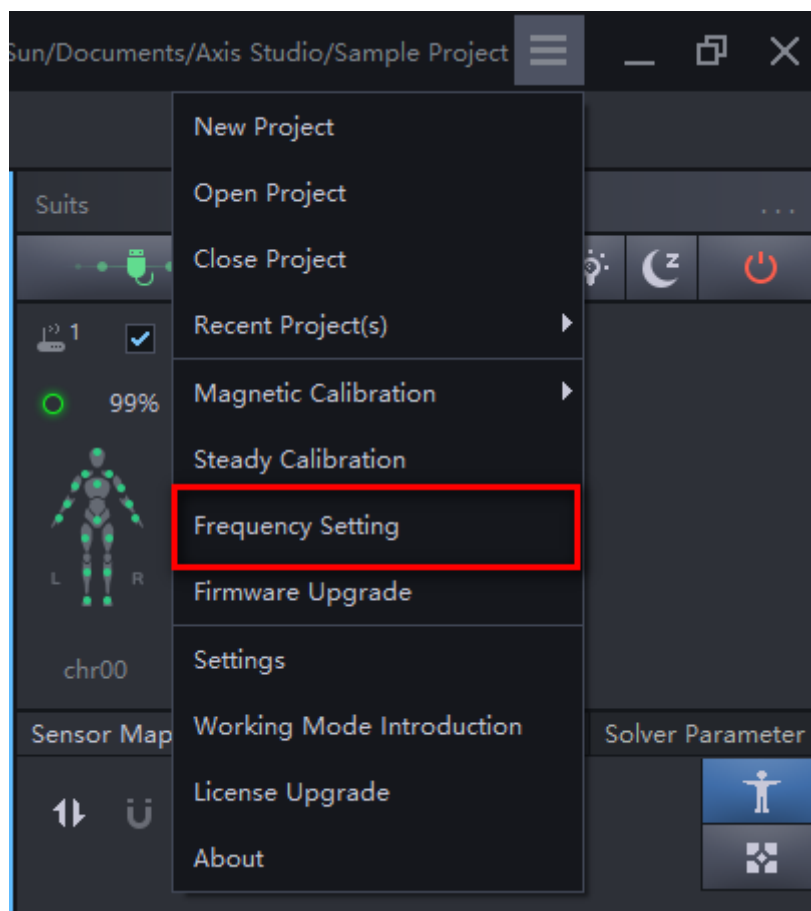 Sun/Documents/Axis Studio/Sample Project
New Project
Open Project
Close Project
Recent Project(s)
Magnetic Calibration
Steady Calibration
Frequency Setting
Firmware Upgrade
Settings
Working Mode Introduction
License Upgrade
About
Suits
...
z
1
99%
L
R
chr00
Sensor Map
Solver Parameter